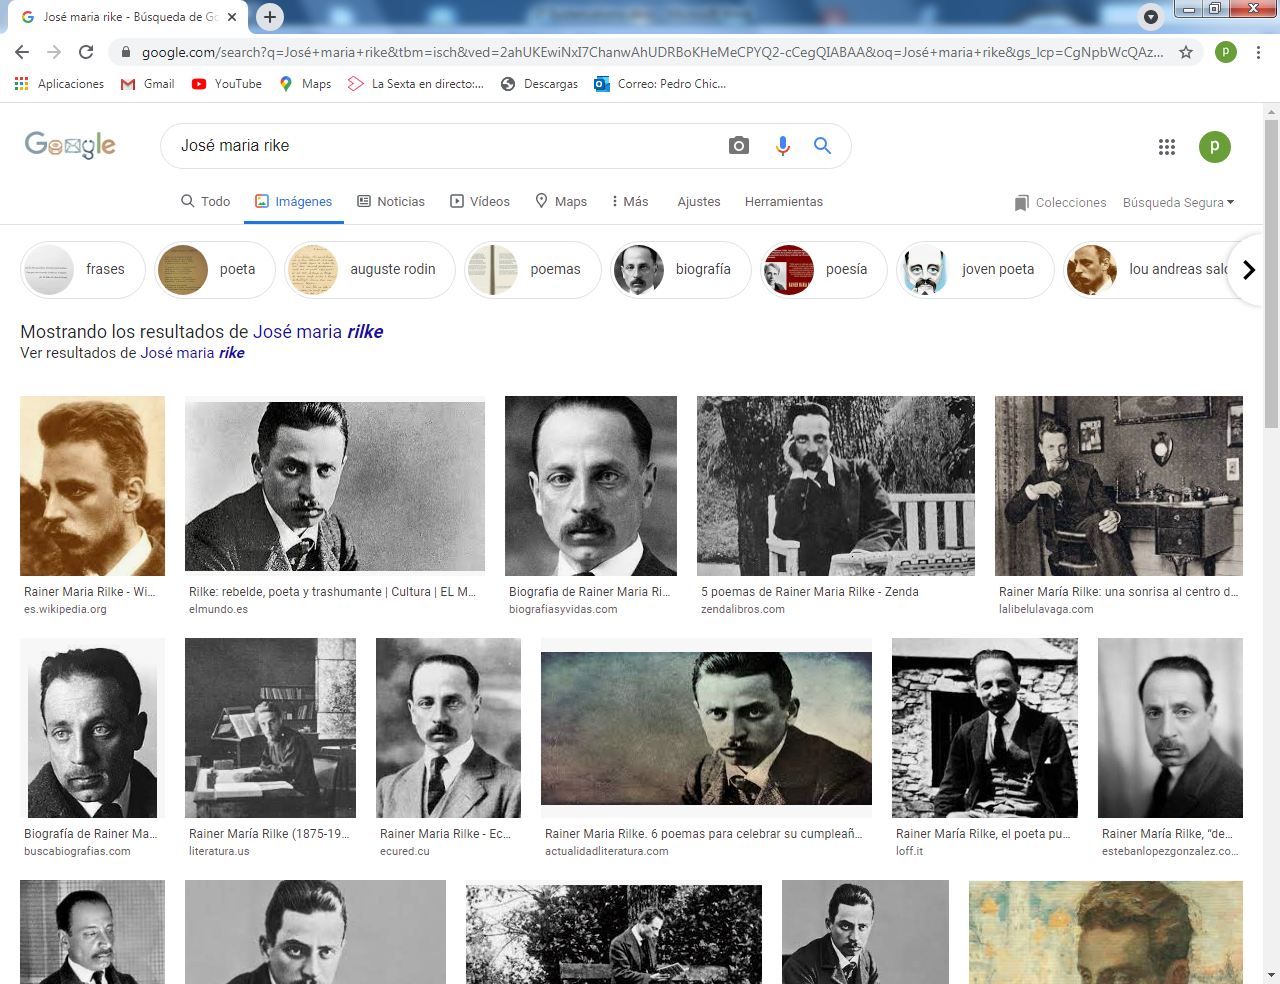 José maria rike - Búsqueda de Go
google.com/search?q=José+maria+rike&tbm=isch&ved=2ahUKEwiNxI7ChanwAhUDRBoKHeMeCPYQ2-cCegQIABAA&oq=José+maria+rike&gs_lcp=CgNpbWcQAz...
p
Aplicaciones Gmail YouTube Maps La Sexta en directo:... Descargas Correo: Pedro Chic...
Google José maria rike p
Todo Imágenes Noticias Vídeos Maps Más Ajustes Herramientas Colecciones Búsqueda Segura
frases poeta auguste rodin poemas biografía poesía joven poeta lou andreas salo
Mostrando los resultados de José maria rilke
Ver resultados de José maria rike
Rainer Maria Rilke - Wi... Rilke: rebelde, poeta y trashumante | Cultura | EL M... Biografia de Rainer Maria Ri... 5 poemas de Rainer Maria Rilke - Zenda Rainer María Rilke: una sonrisa al centro d...
es.wikipedia.org elmundo.es biografiasyvidas.com zendalibros.com lalibelulavaga.com
Biografía de Rainer Ma... Rainer María Rilke (1875-19... Rainer Maria Rilke - Ec... Rainer Maria Rilke. 6 poemas para celebrar su cumpleañ... Rainer María Rilke, el poeta pu... Rainer María Rilke, “de...
buscabiografias.com literatura.us ecured.cu actualidadliteratura.com loff.it estebanlopezgonzalez.co...